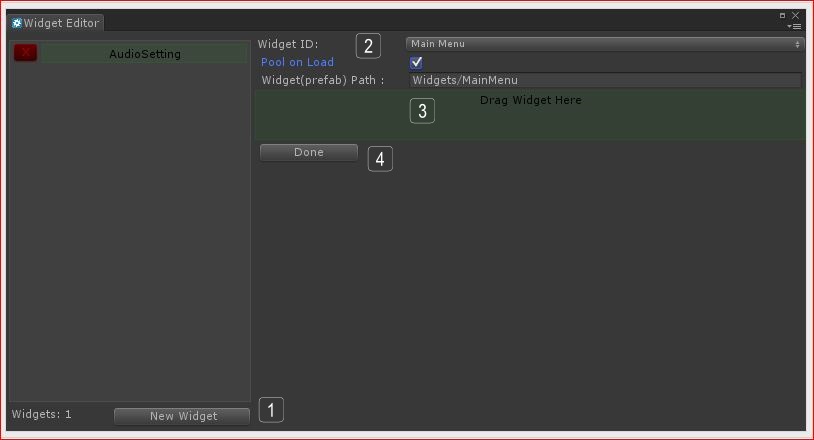 Widget Editor
X AudioSetting
Widget ID: 2 Main Menu
Pool on Load
Widget(prefab) Path : Widgets/MainMenu
Drag Widget Here
3
Done 4
Widgets: 1 New Widget 1